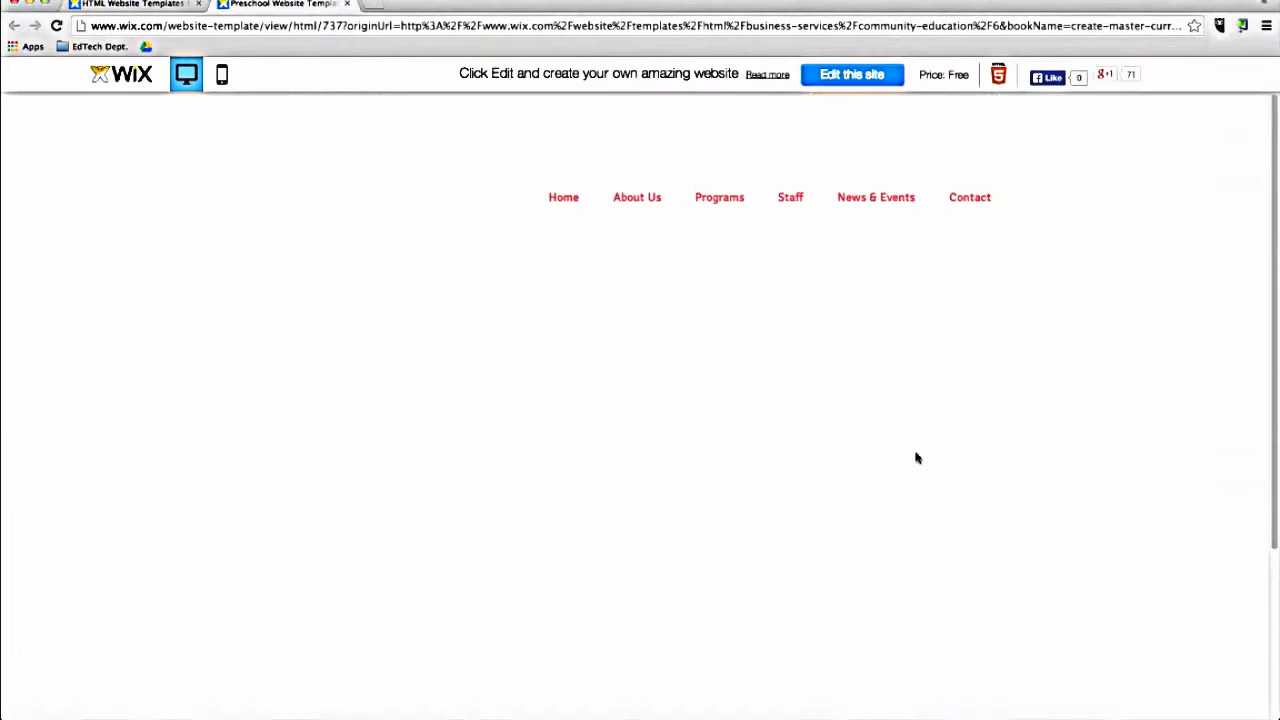 HTML Website Templates | Preschool Website Templa
www.wix.com/website-template/view/html/737?originUrl=http%3A%2F%2Fwww.wix.com%2Fwebsite%2Ftemplates%2Fhtml%2Fbusiness-services%2Fcommunity-education%2F6&bookName=create-master-curr...
Apps EdTech Dept.
WiX Click Edit and create your own amazing website Read more Edit this site Price: Free 5 Like 0 g+1 71
Home About Us Programs Staff News & Events Contact